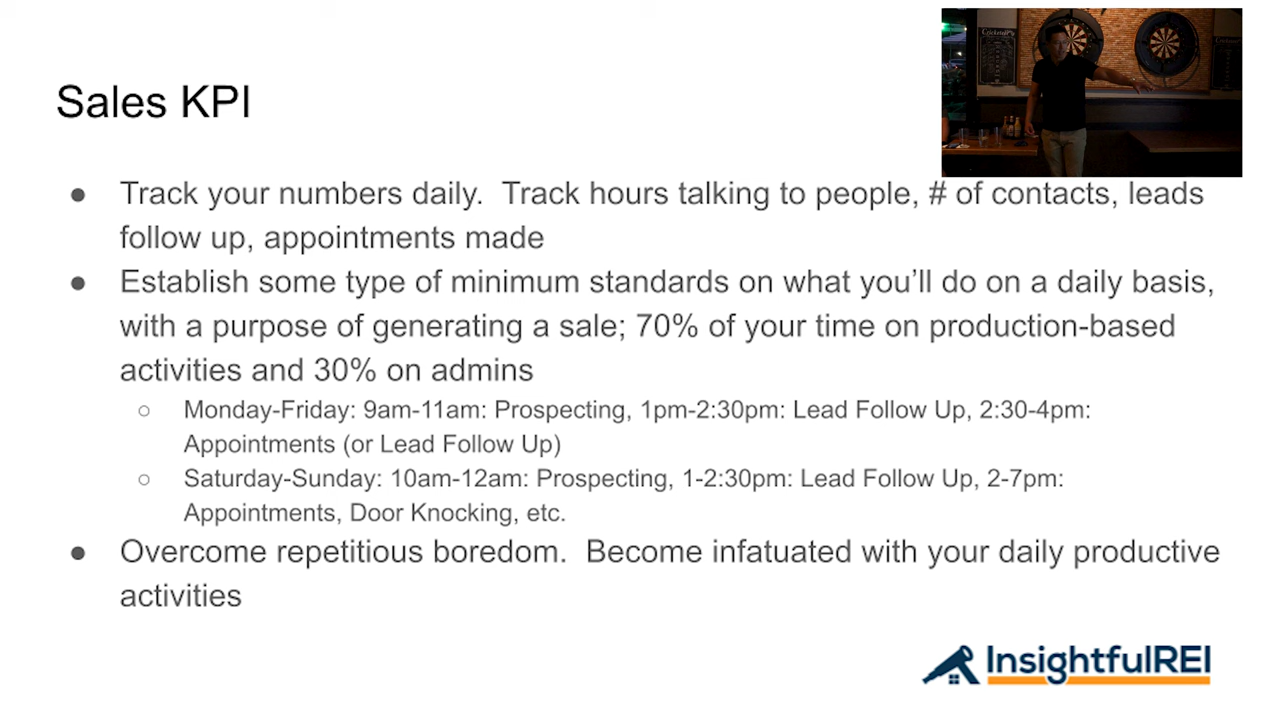 Sales KPI
● Track your numbers daily.  Track hours talking to people, # of contacts, leads
follow up, appointments made
● Establish some type of minimum standards on what you’ll do on a daily basis,
with a purpose of generating a sale; 70% of your time on production-based
activities and 30% on admins
○ Monday-Friday: 9am-11am: Prospecting, 1pm-2:30pm: Lead Follow Up, 2:30-4pm:
Appointments (or Lead Follow Up)
○ Saturday-Sunday: 10am-12am: Prospecting, 1-2:30pm: Lead Follow Up, 2-7pm:
Appointments, Door Knocking, etc.
● Overcome repetitious boredom.  Become infatuated with your daily productive
activities
InsightfulREI